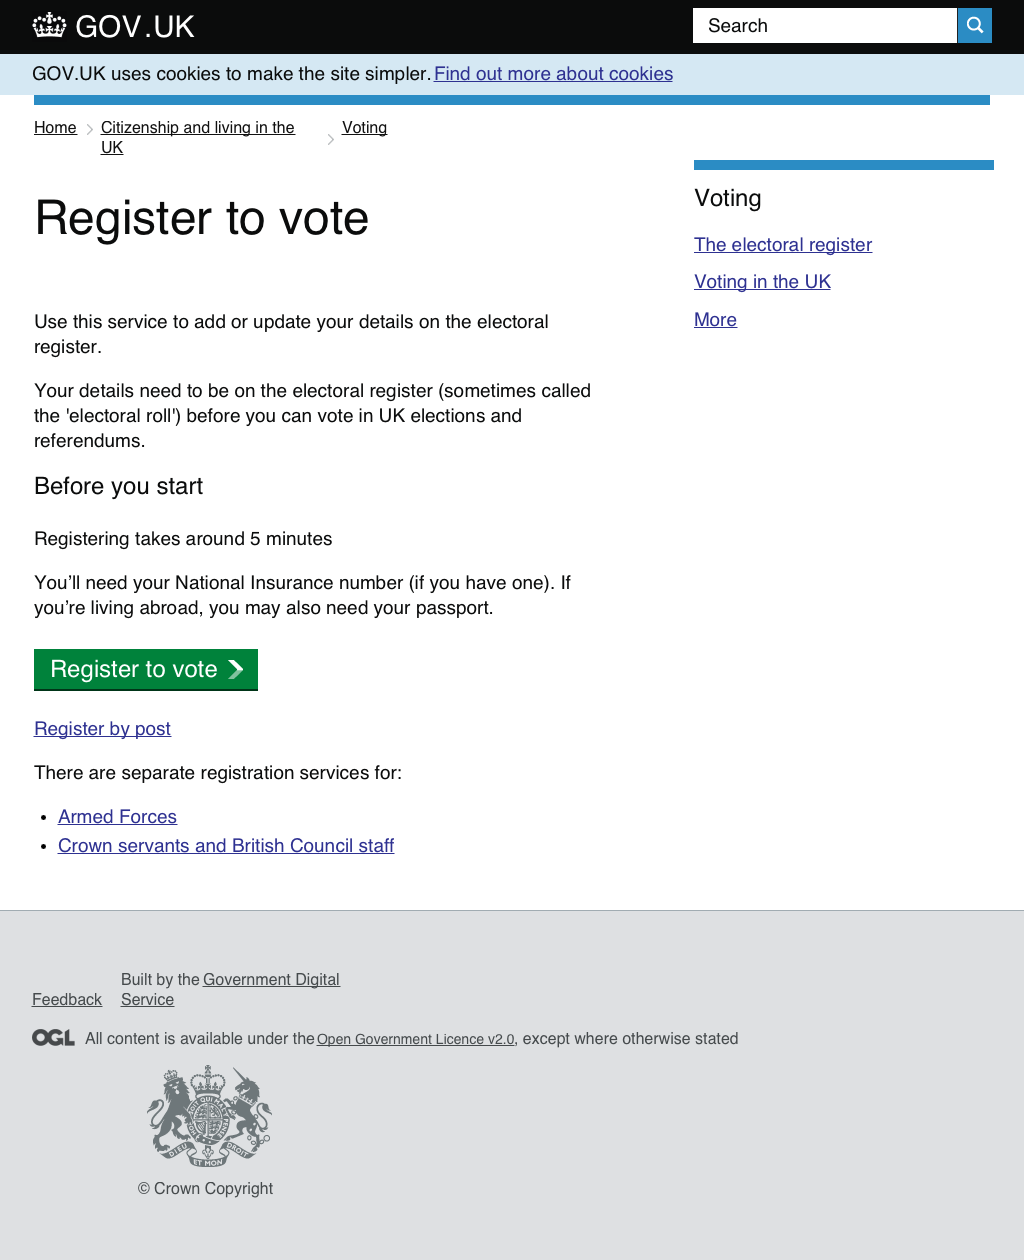 GOV.UK
Search
GOV.UK uses cookies to make the site simpler. Find out more about cookies
Home
Citizenship and living in the
UK
Voting
Register to vote
Use this service to add or update your details on the electoral
register.
Your details need to be on the electoral register (sometimes called
the 'electoral roll') before you can vote in UK elections and
referendums.
Before you start
Registering takes around 5 minutes
You’ll need your National Insurance number (if you have one). If
you’re living abroad, you may also need your passport.
Register to vote
Register by post
There are separate registration services for:
• Armed Forces
• Crown servants and British Council staff
Voting
The electoral register
Voting in the UK
More
Feedback
Built by the Government Digital
Service
OGL All content is available under the Open Government Licence v2.0, except where otherwise stated
DIEU ET MON DROIT
© Crown Copyright